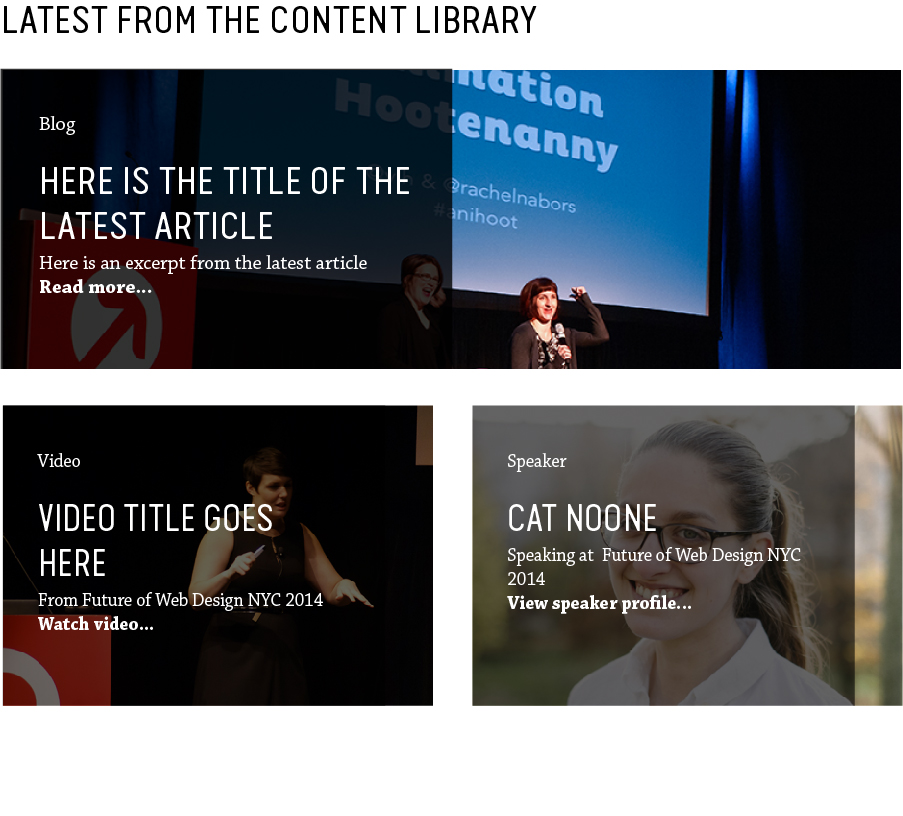 LATEST FROM THE CONTENT LIBRARY
mation
Hootenanny
& @rachelnabors
#anihoot
Blog
HERE IS THE TITLE OF THE
LATEST ARTICLE
Here is an excerpt from the latest article
Read more...
Video
VIDEO TITLE GOES
HERE
From Future of Web Design NYC 2014
Watch video...
Speaker
CAT NOONE
Speaking at Future of Web Design NYC
2014
View speaker profile...